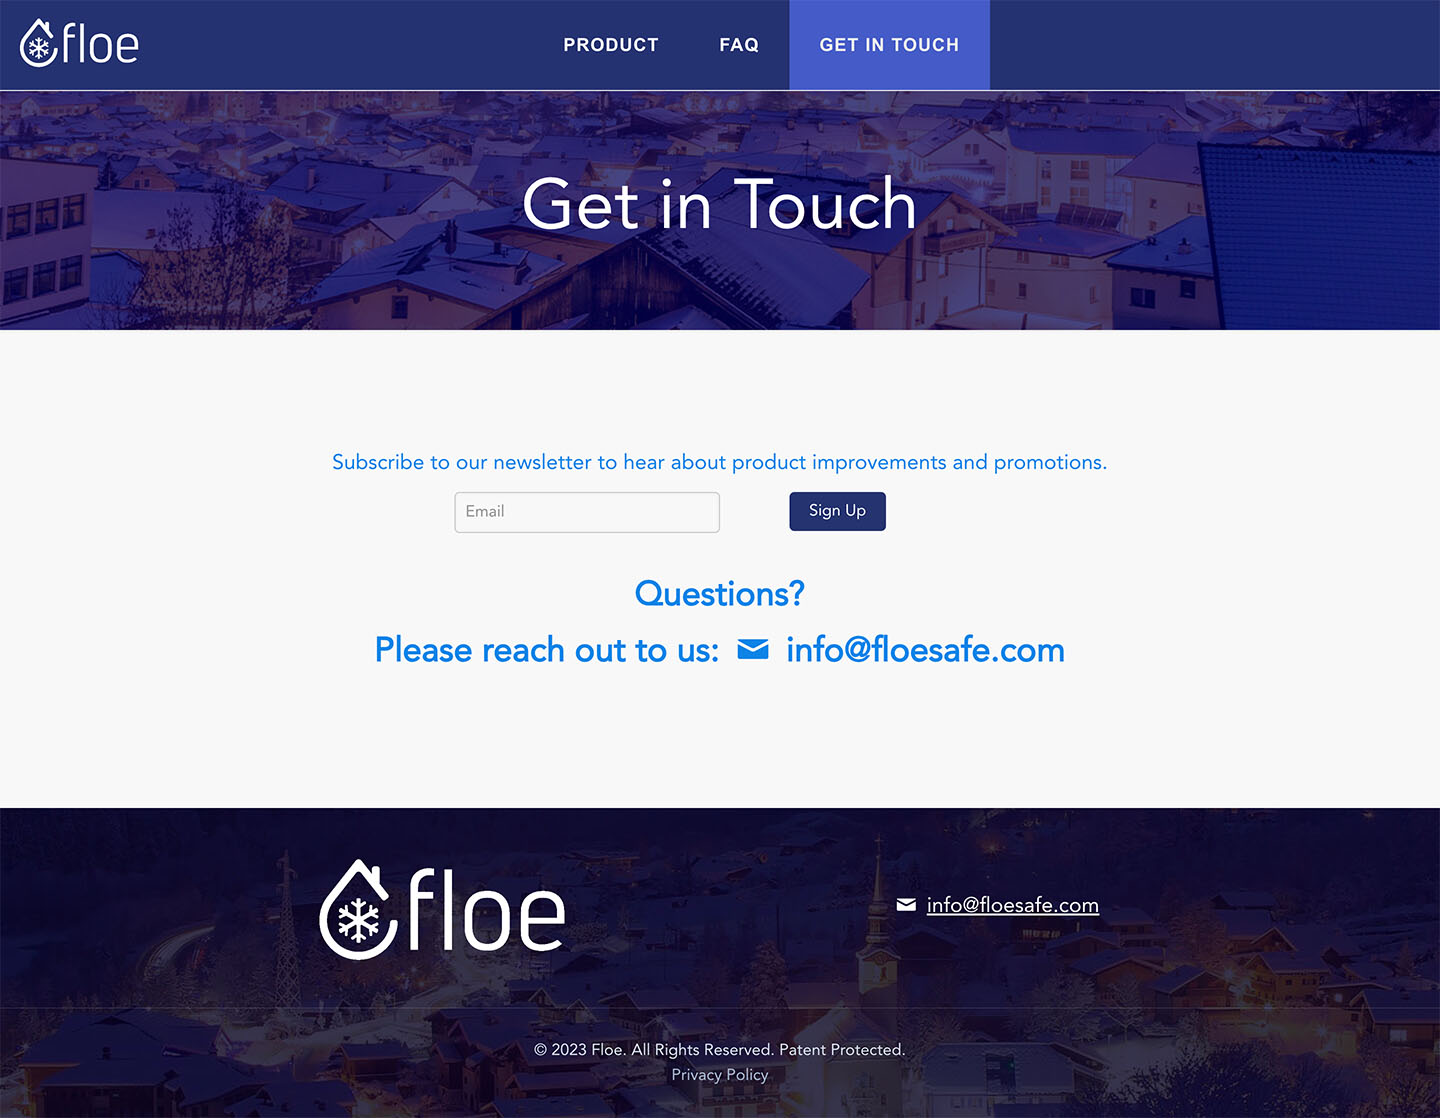 floe
PRODUCT
FAQ
GET IN TOUCH
Get in Touch
Subscribe to our newsletter to hear about product improvements and promotions.
Email
Sign Up
Questions?
Please reach out to us: info@floesafe.com
floe
info@floesafe.com
© 2023 Floe. All Rights Reserved. Patent Protected.
Privacy Policy